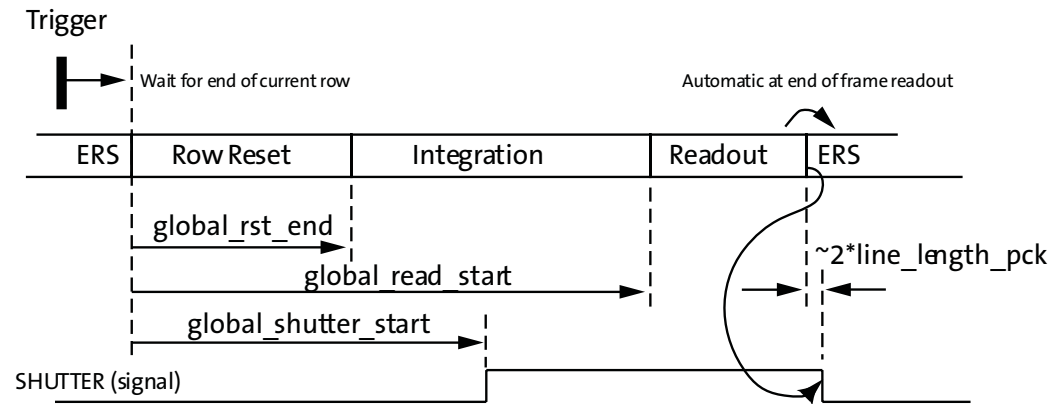 Trigger
Wait for end of current row
Automatic at end of frame readout
ERS Row Reset Integration Readout ERS
global_rst_end
~2*line_length_pck
global_read_start
global_shutter_start
SHUTTER (signal)